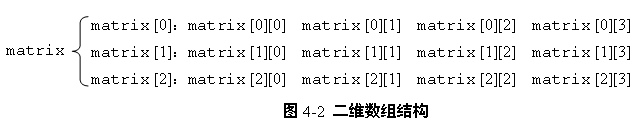 matrix[0]: matrix[0][0] matrix[0][1] matrix[0][2] matrix[0][3]
matrix
matrix[1]: matrix[1][0] matrix[1][1] matrix[1][2] matrix[1][3]
matrix[2]: matrix[2][0] matrix[2][1] matrix[2][2] matrix[2][3]
图 4-2 二维数组结构